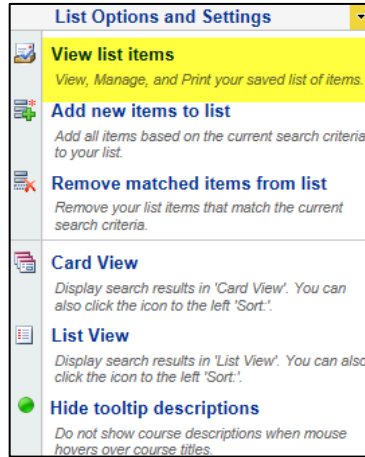 List Options and Settings
View list items
View, Manage, and Print your saved list of items.
Add new items to list
Add all items based on the current search criteria
to your list.
Remove matched items from list
Remove your list items that match the current
search criteria.
Card View
Display search results in 'Card View'. You can
also click the icon to the left 'Sort:'.
List View
Display search results in 'List View'. You can also
click the icon to the left 'Sort:'.
Hide tooltip descriptions
Do not show course descriptions when mouse
hovers over course titles.